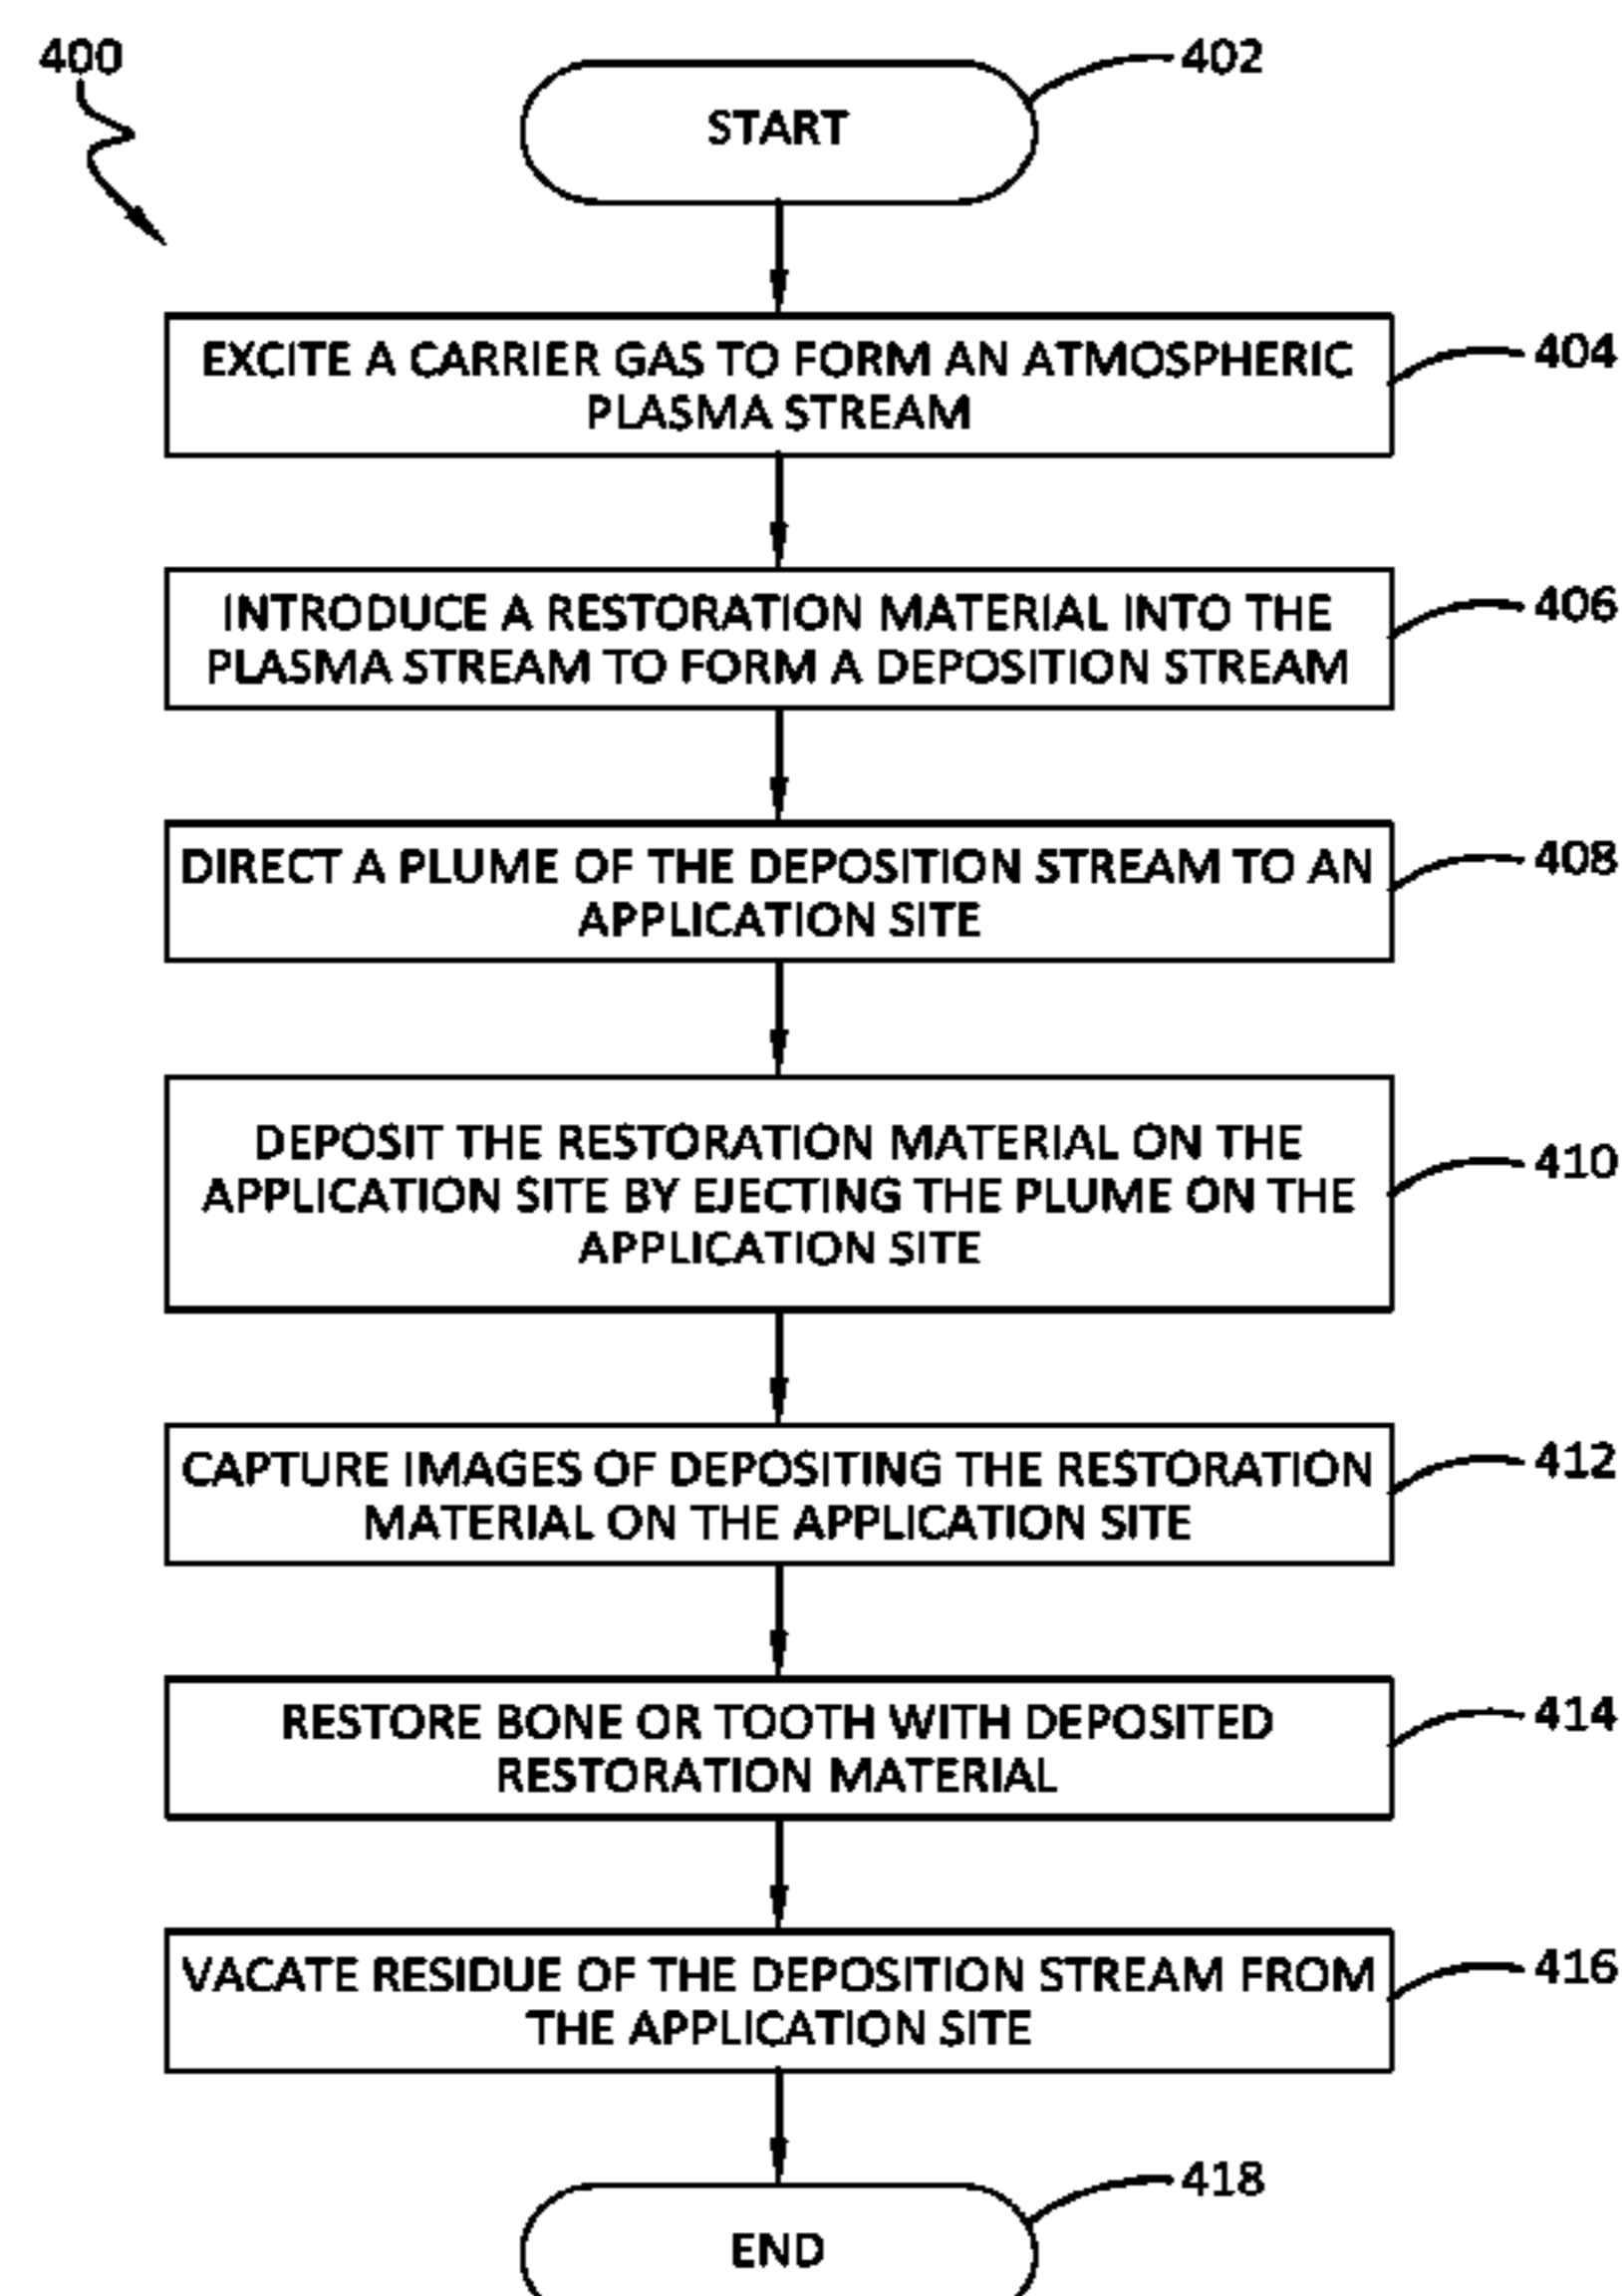 400
402
START
EXCITE A CARRIER GAS TO FORM AN ATMOSPHERIC
PLASMA STREAM
404
INTRODUCE A RESTORATION MATERIAL INTO THE
PLASMA STREAM TO FORM A DEPOSITION STREAM
406
DIRECT A PLUME OF THE DEPOSITION STREAM TO AN
APPLICATION SITE
408
DEPOSIT THE RESTORATION MATERIAL ON THE
APPLICATION SITE BY EJECTING THE PLUME ON THE
APPLICATION SITE
410
CAPTURE IMAGES OF DEPOSITING THE RESTORATION
MATERIAL ON THE APPLICATION SITE
412
RESTORE BONE OR TOOTH WITH DEPOSITED
RESTORATION MATERIAL
414
VACATE RESIDUE OF THE DEPOSITION STREAM FROM
THE APPLICATION SITE
416
418
END